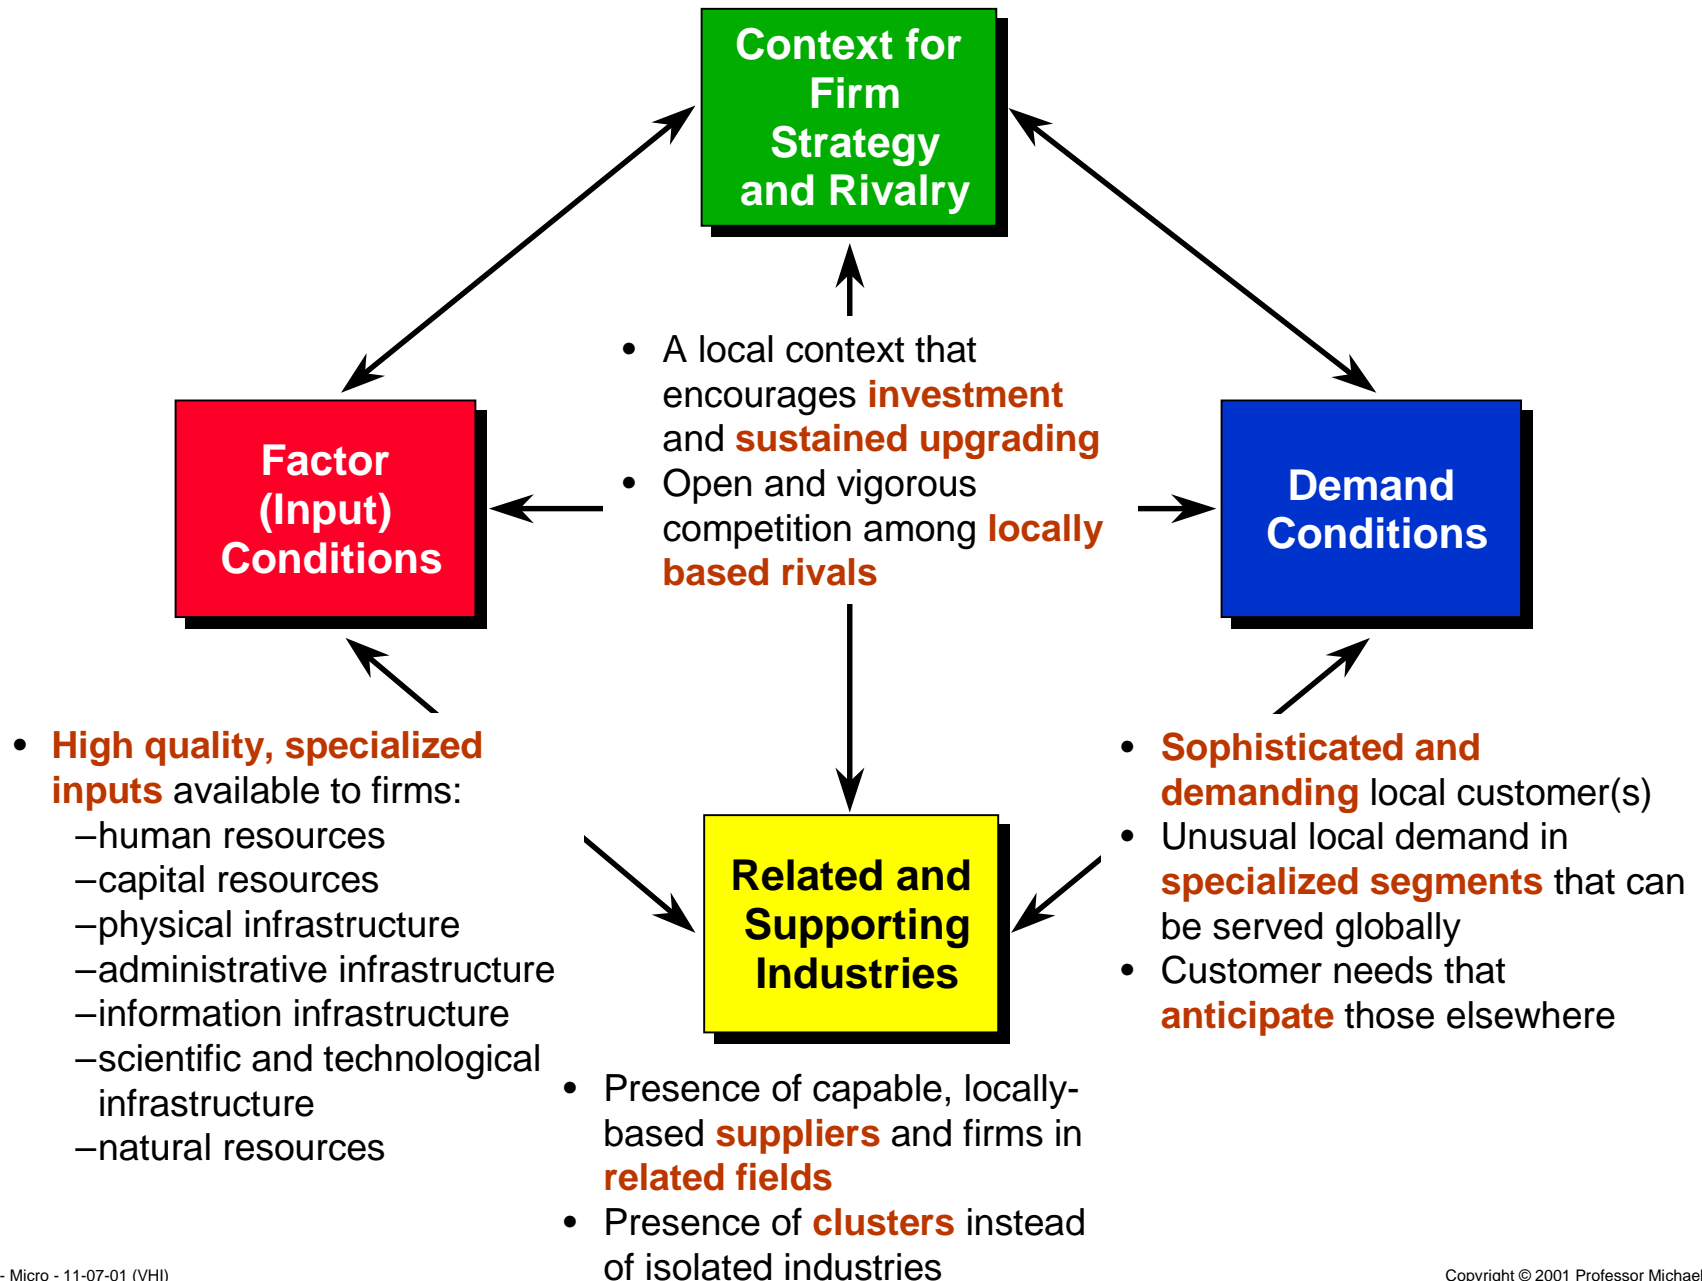 Context for
Firm
Strategy
and Rivalry
• A local context that
encourages investment
and sustained upgrading
• Open and vigorous
competition among locally
based rivals
Factor
(Input)
Conditions
Demand
Conditions
• High quality, specialized
inputs available to firms:
–human resources
–capital resources
–physical infrastructure
–administrative infrastructure
–information infrastructure
–scientific and technological
infrastructure
–natural resources
• Sophisticated and
demanding local customer(s)
• Unusual local demand in
specialized segments that can
be served globally
• Customer needs that
anticipate those elsewhere
Related and
Supporting
Industries
• Presence of capable, locally-
based suppliers and firms in
related fields
• Presence of clusters instead
of isolated industries
- Micro - 11-07-01 (VHI)
Copyright © 2001 Professor Michael